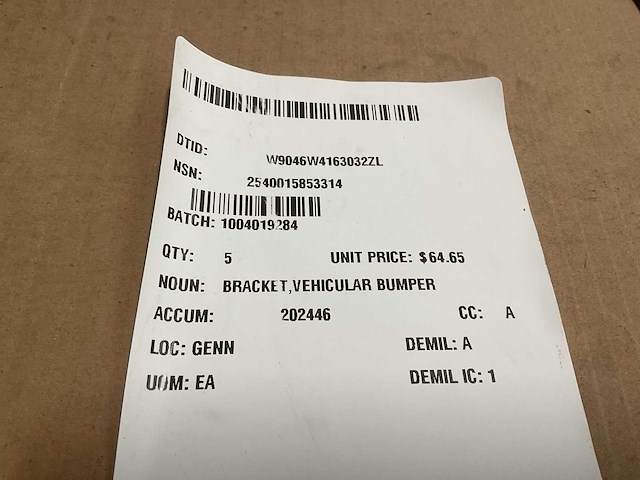 DTID: W9046W4163032ZL
NSN: 2540015853314
BATCH: 1004019284
QTY: 5 UNIT PRICE: $64.65
NOUN: BRACKET,VEHICULAR BUMPER
ACCUM: 202446 CC: A
LOC: GENN DEMIL: A
UOM: EA DEMIL IC: 1